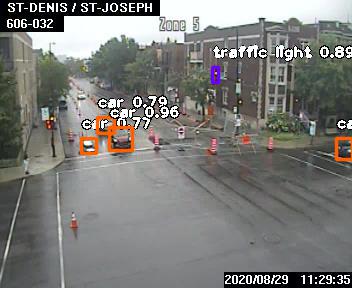 ST-DENIS / ST-JOSEPH
606-032
Zone 5
traffic light 0.89
car 0.79
car 0.96
car 0.77
ca
2020/08/29 11:29:35